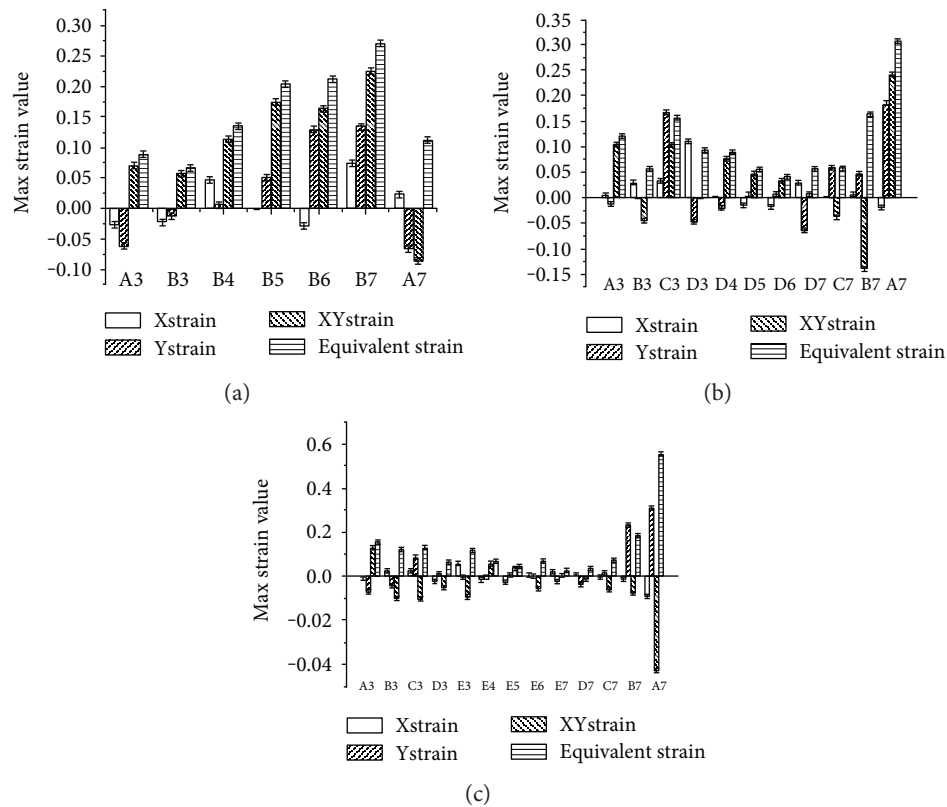 0.30
0.25
0.20
0.15
0.10
0.05
0.00
−0.05
−0.10
Max strain value
A3 B3 B4 B5 B6 B7 A7
Xstrain XYstrain
Ystrain Equivalent strain
(a)
0.35
0.30
0.25
0.20
0.15
0.10
0.05
0.00
−0.05
−0.10
−0.15
Max strain value
A3 B3 C3 D3 D4 D5 D6 D7 C7 B7 A7
Xstrain XYstrain
Ystrain Equivalent strain
(b)
0.6
0.4
0.2
0.0
−0.02
−0.04
Max strain value
A3 B3 C3 D3 E3 E4 E5 E6 E7 D7 C7 B7 A7
Xstrain XYstrain
Ystrain Equivalent strain
(c)